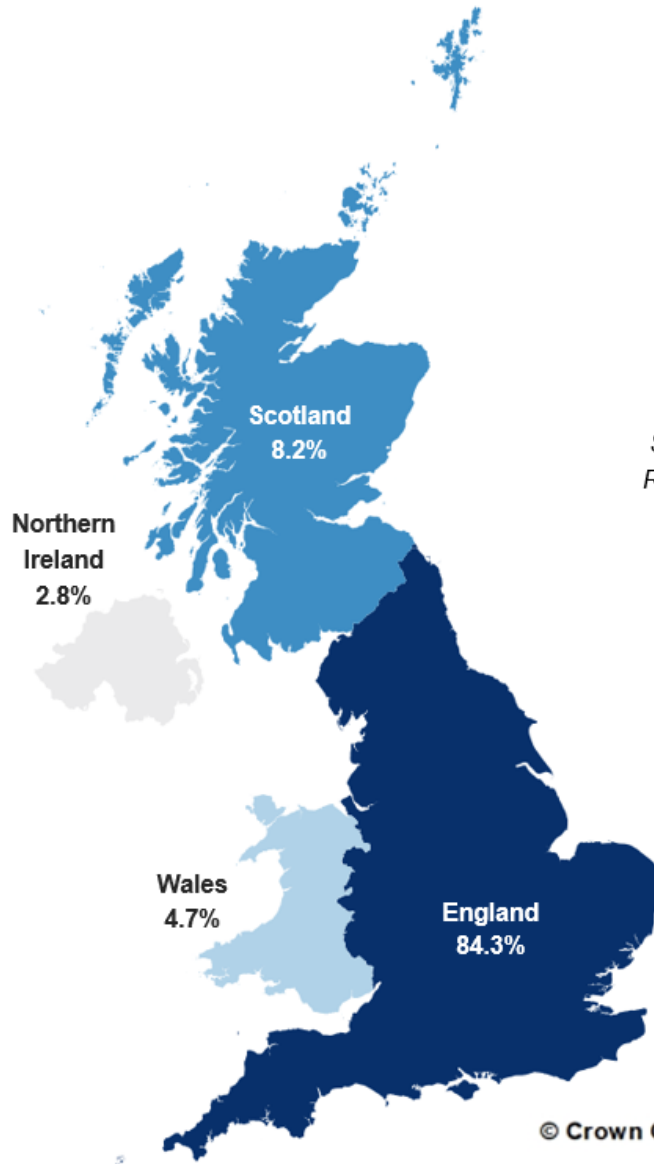 Scotland
8.2%
Northern
Ireland
2.8%
Wales
4.7%
England
84.3%
© Crown